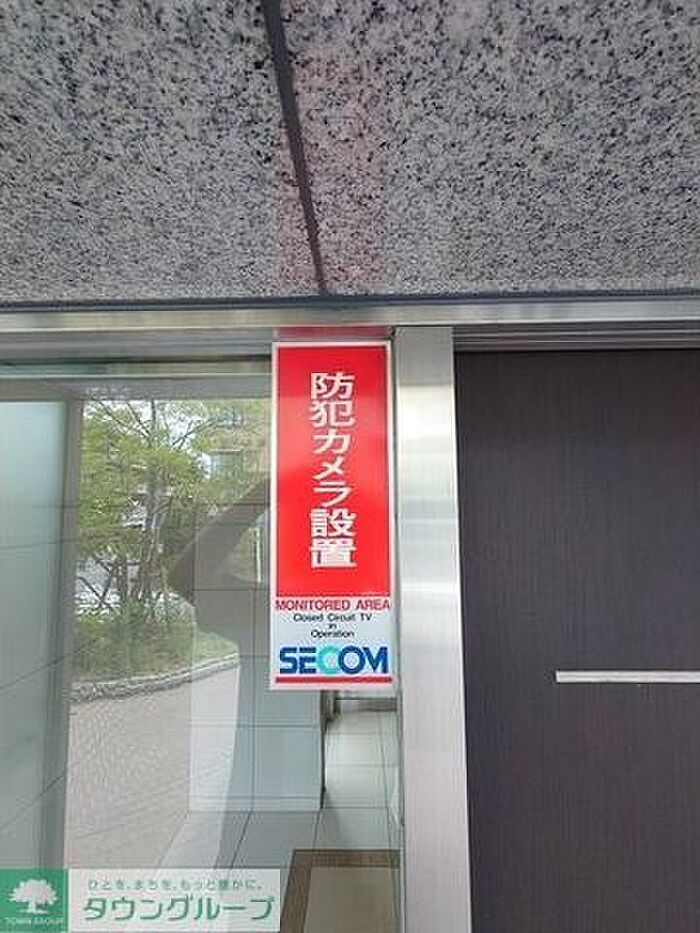 防犯カメラ設置
MONITORED AREA
Closed Circuit TV
in
Operation
SECOM
ひとを、まちを、もっと豊かに。
タウングループ
TOWN GROUP